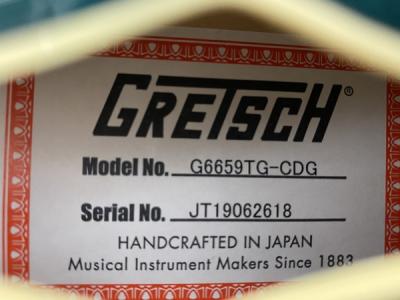 GRETSCH®
Model No. G6659TG-CDG
Serial No. JT19062618
HANDCRAFTED IN JAPAN
Musical Instrument Makers Since 1883